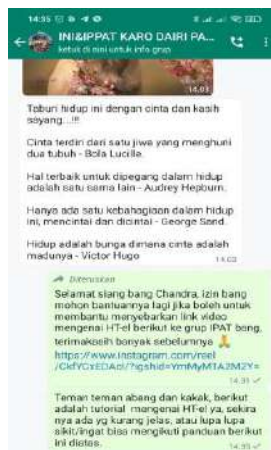 14:35
INI&IPPAT KARO DAIRI PA...
ketuk di sini untuk info grup
14.03
Taburi hidup ini dengan cinta dan kasih
sayang...!!!
Cinta terdiri dari satu jiwa yang menghuni
dua tubuh - Bola Lucille.
Hal terbaik untuk dipegang dalam hidup
adalah satu sama lain - Audrey Hepburn.
Hanya ada satu kebahagiaan dalam hidup
ini, mencintai dan dicintai - George Sand.
Hidup adalah bunga dimana cinta adalah
madunya - Victor Hugo
14.03
Diteruskan
Selamat siang bang Chandra, izin bang
mohon bantuannya lagi jika boleh untuk
membantu menyebarkan link video
mengenai HT-el berikut ke grup IPAT bang,
terimakasih banyak sebelumnya
https://www.instagram.com/reel
14.31
Teman teman abang dan kakak, berikut
adalah tutorial mengenai HT-el ya, sekira
nya ada yg kurang jelas, atau lupa lupa
sikit/ingat bisa mengikuti panduan berikut
ini diatas.
14.35